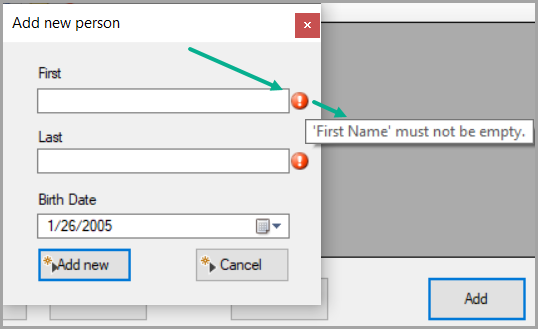 Add new person
First
'First Name' must not be empty.
Last
Birth Date
1/26/2005
Add new
Cancel
Add